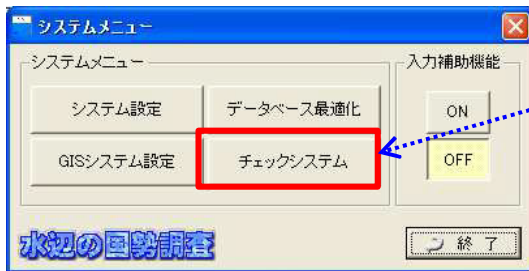 システムメニュー
システムメニュー
入力補助機能
システム設定
データベース最適化
ON
GISシステム設定
チェックシステム
OFF
水辺の国勢調査
終 了